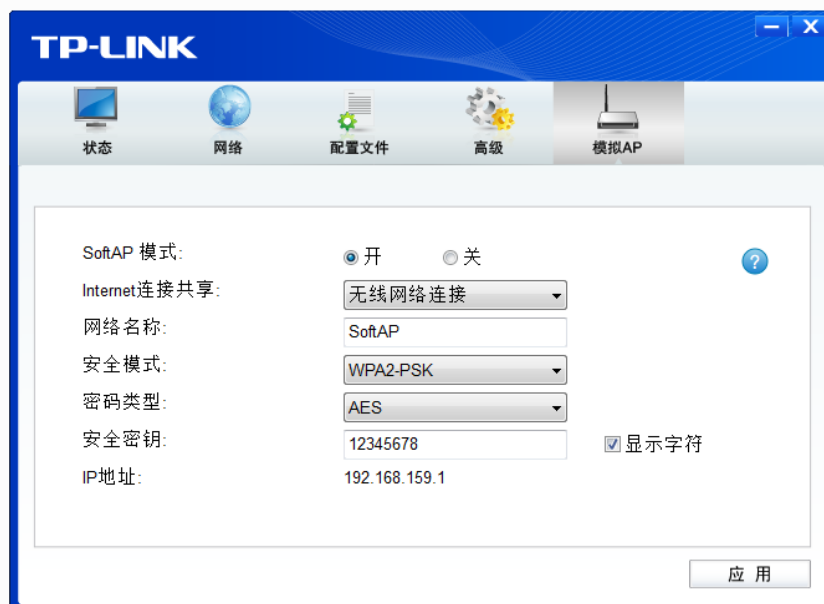 TP-LINK
状态 网络 配置文件 高级 模拟AP
SoftAP 模式: 开 关
Internet连接共享: 无线网络连接
网络名称: SoftAP
安全模式: WPA2-PSK
密码类型: AES
安全密钥: 12345678 显示字符
IP地址: 192.168.159.1
应 用